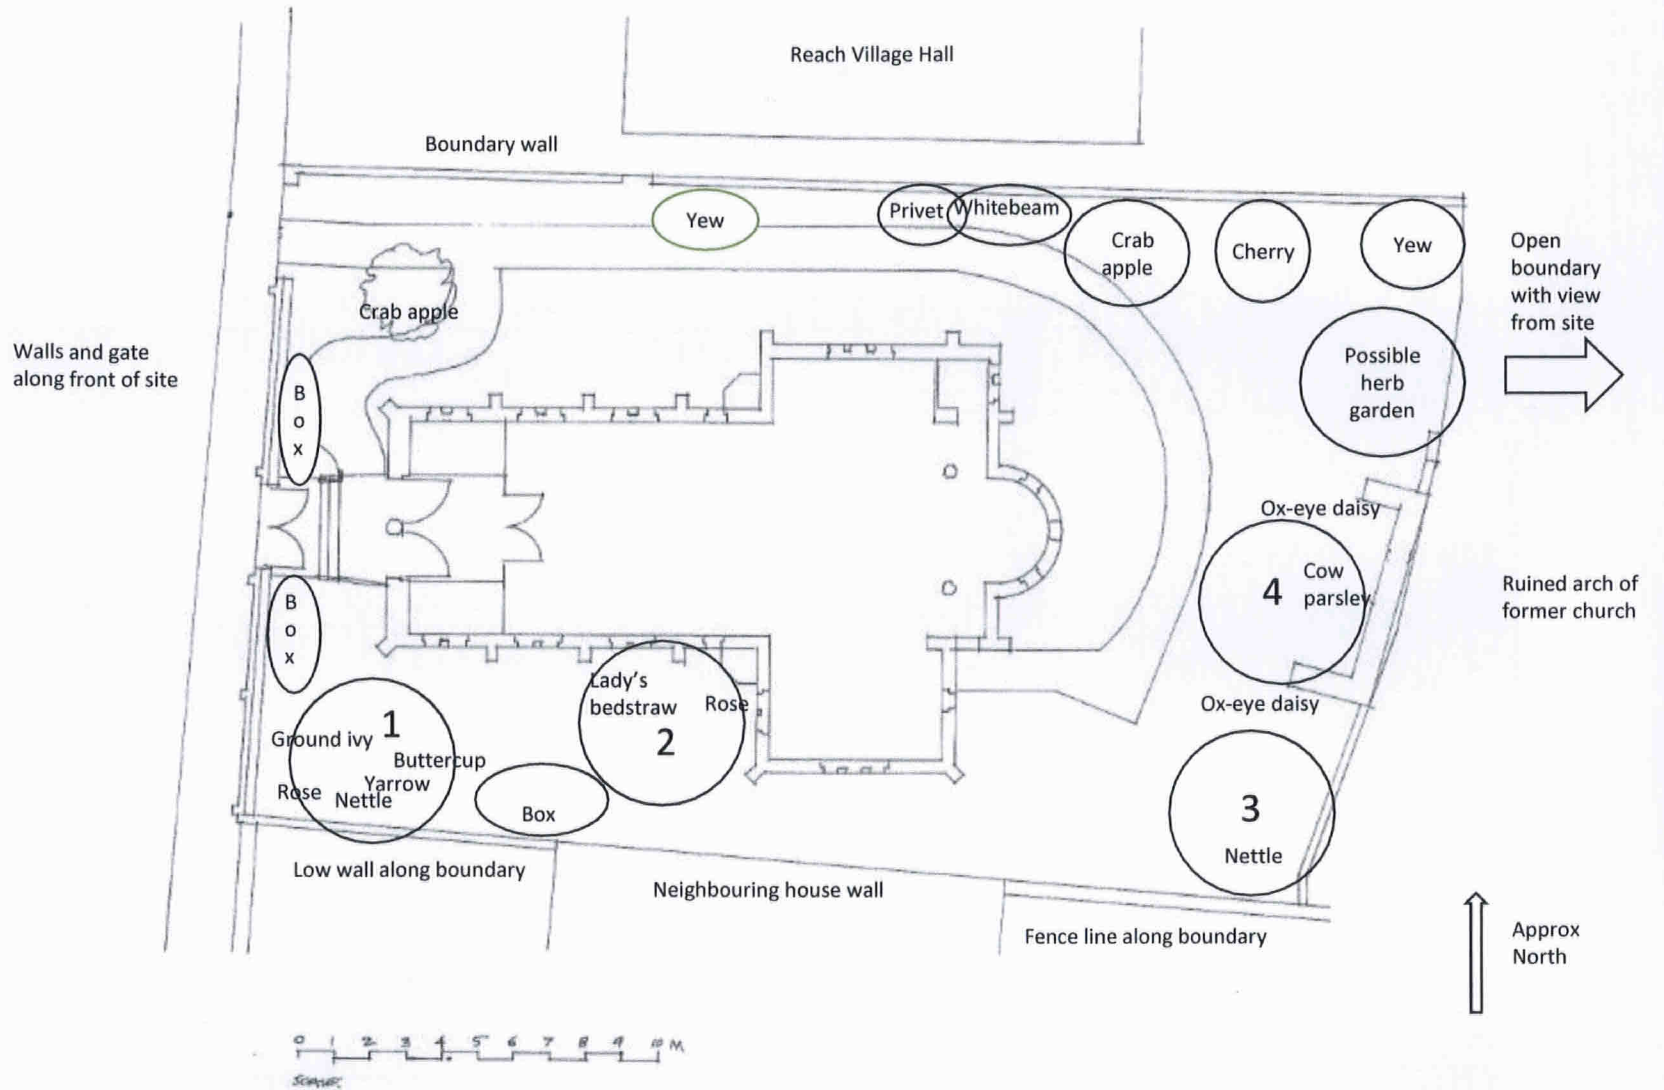 Reach Village Hall
Boundary wall
Yew
Privet
Whitebeam
Crab
apple
Cherry
Yew
Open
boundary
with view
from site
Crab apple
Walls and gate
along front of site
B
o
x
Possible
herb
garden
Ox-eye daisy
4
Cow
parsley
Ruined arch of
former church
B
o
x
Lady's
bedstraw
Rose
2
Ox-eye daisy
1
Ground ivy
Buttercup
Yarrow
Rose
Nettle
Box
3
Nettle
Low wall along boundary
Neighbouring house wall
Fence line along boundary
Approx
North
0 1 2 3 4 5 6 7 8 9 10 M